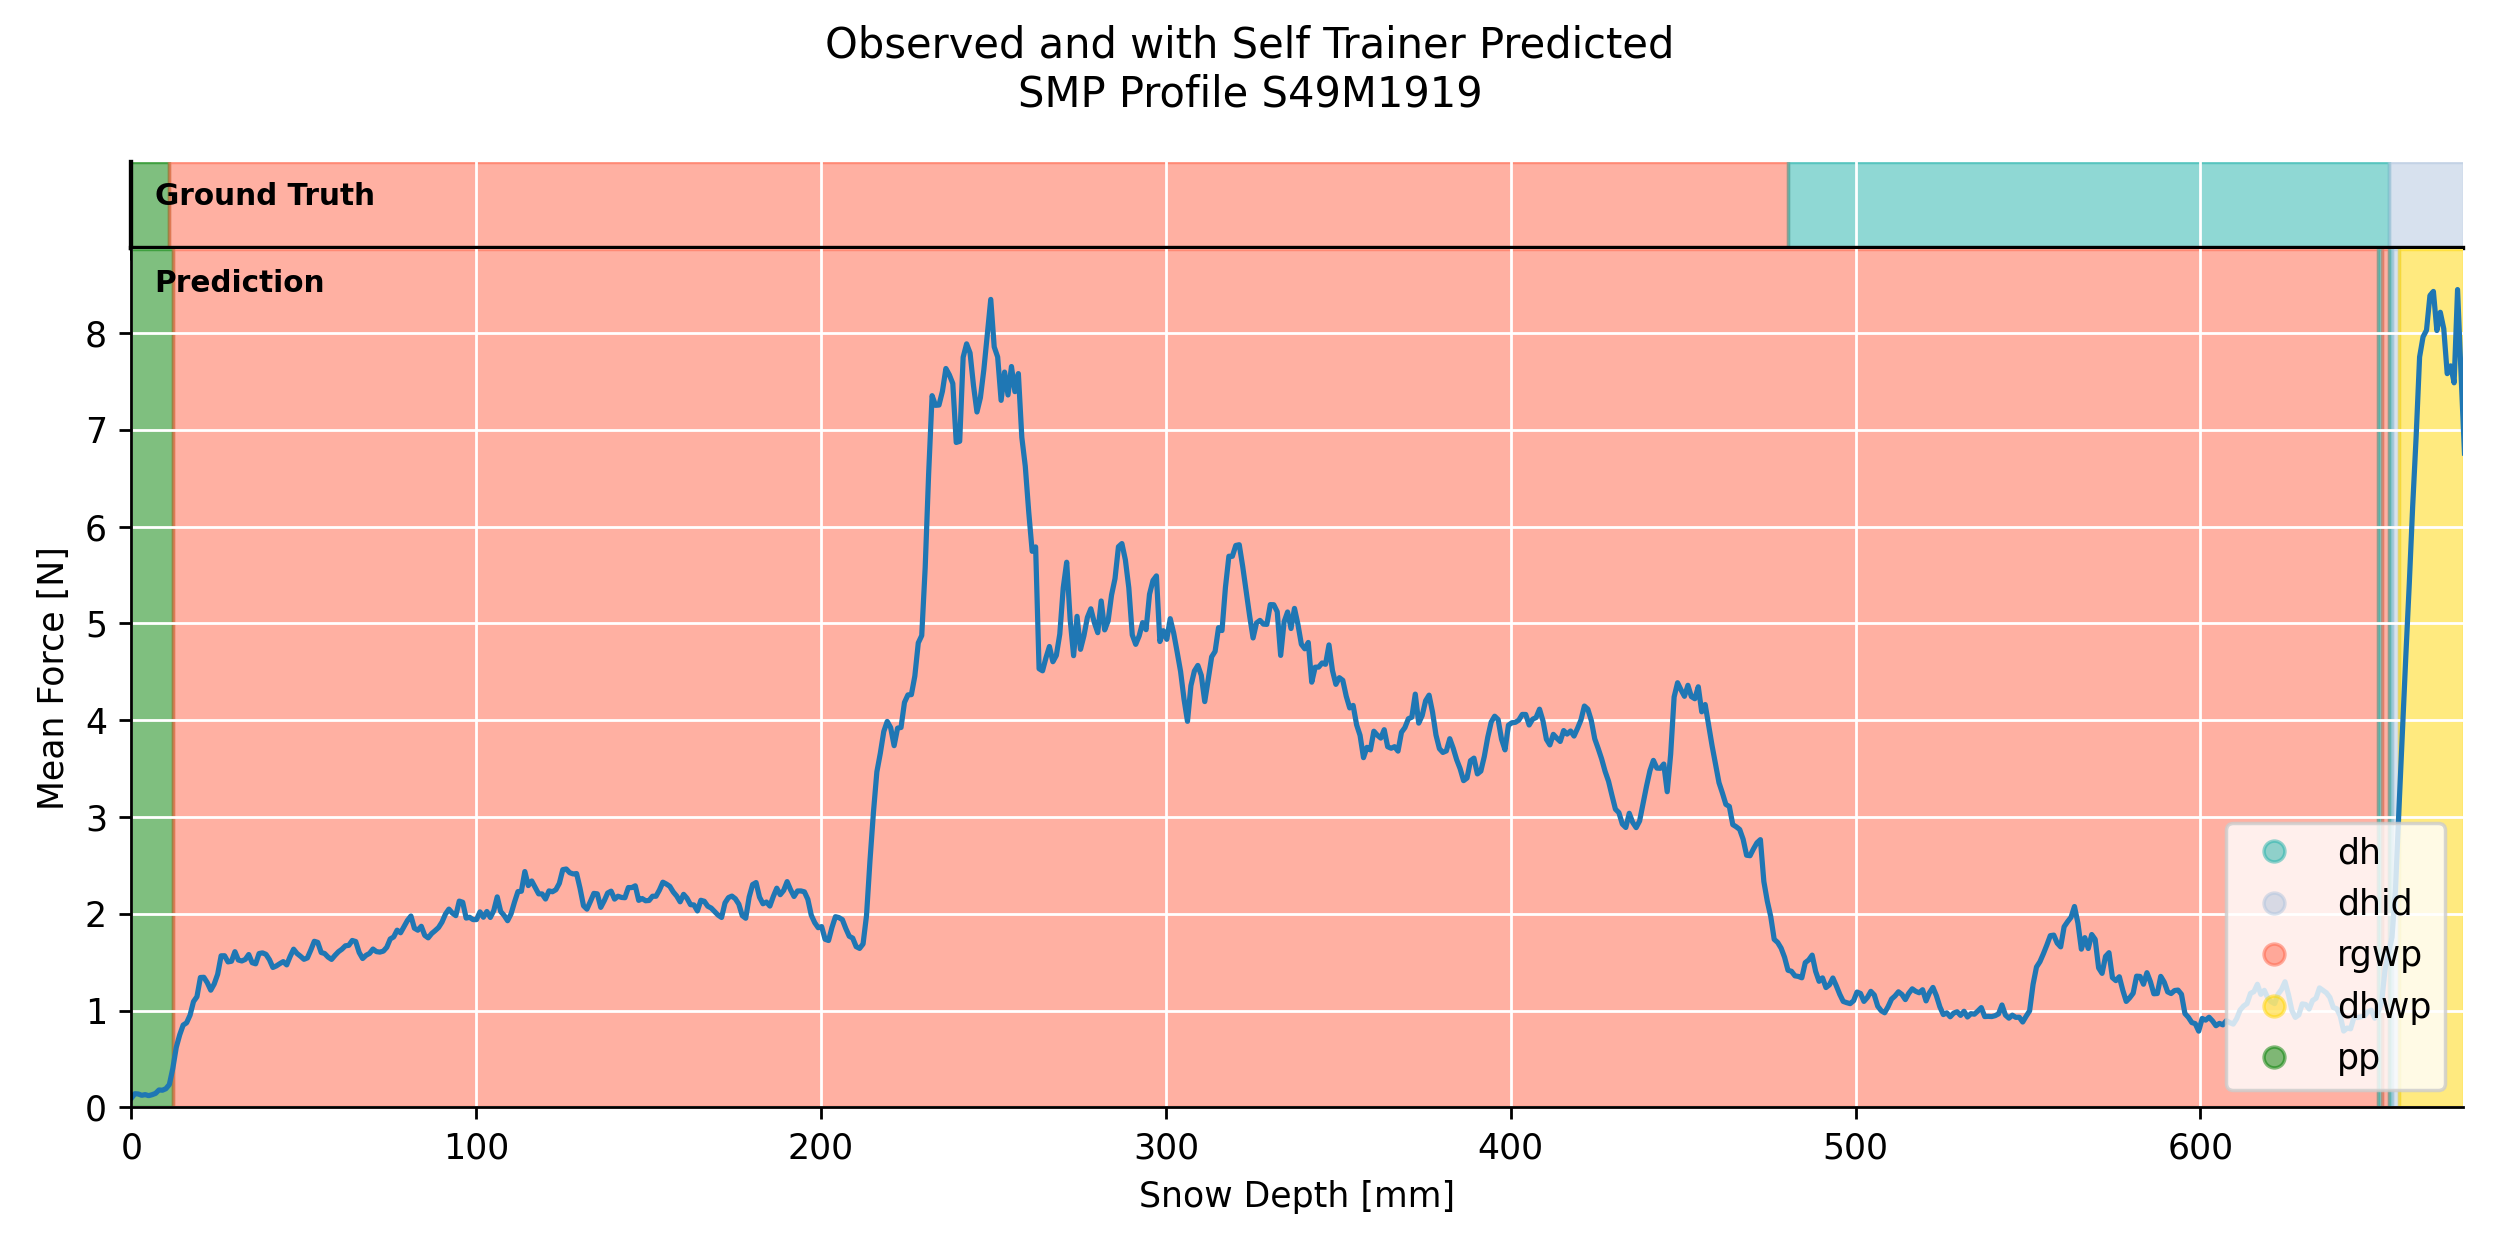 Observed and with Self Trainer Predicted
SMP Profile S49M1919
Ground Truth
Prediction
8
7
6
5
4
3
2
1
0
Mean Force [N]
dh
dhid
rgwp
dhwp
pp
0 100 200 300 400 500 600
Snow Depth [mm]